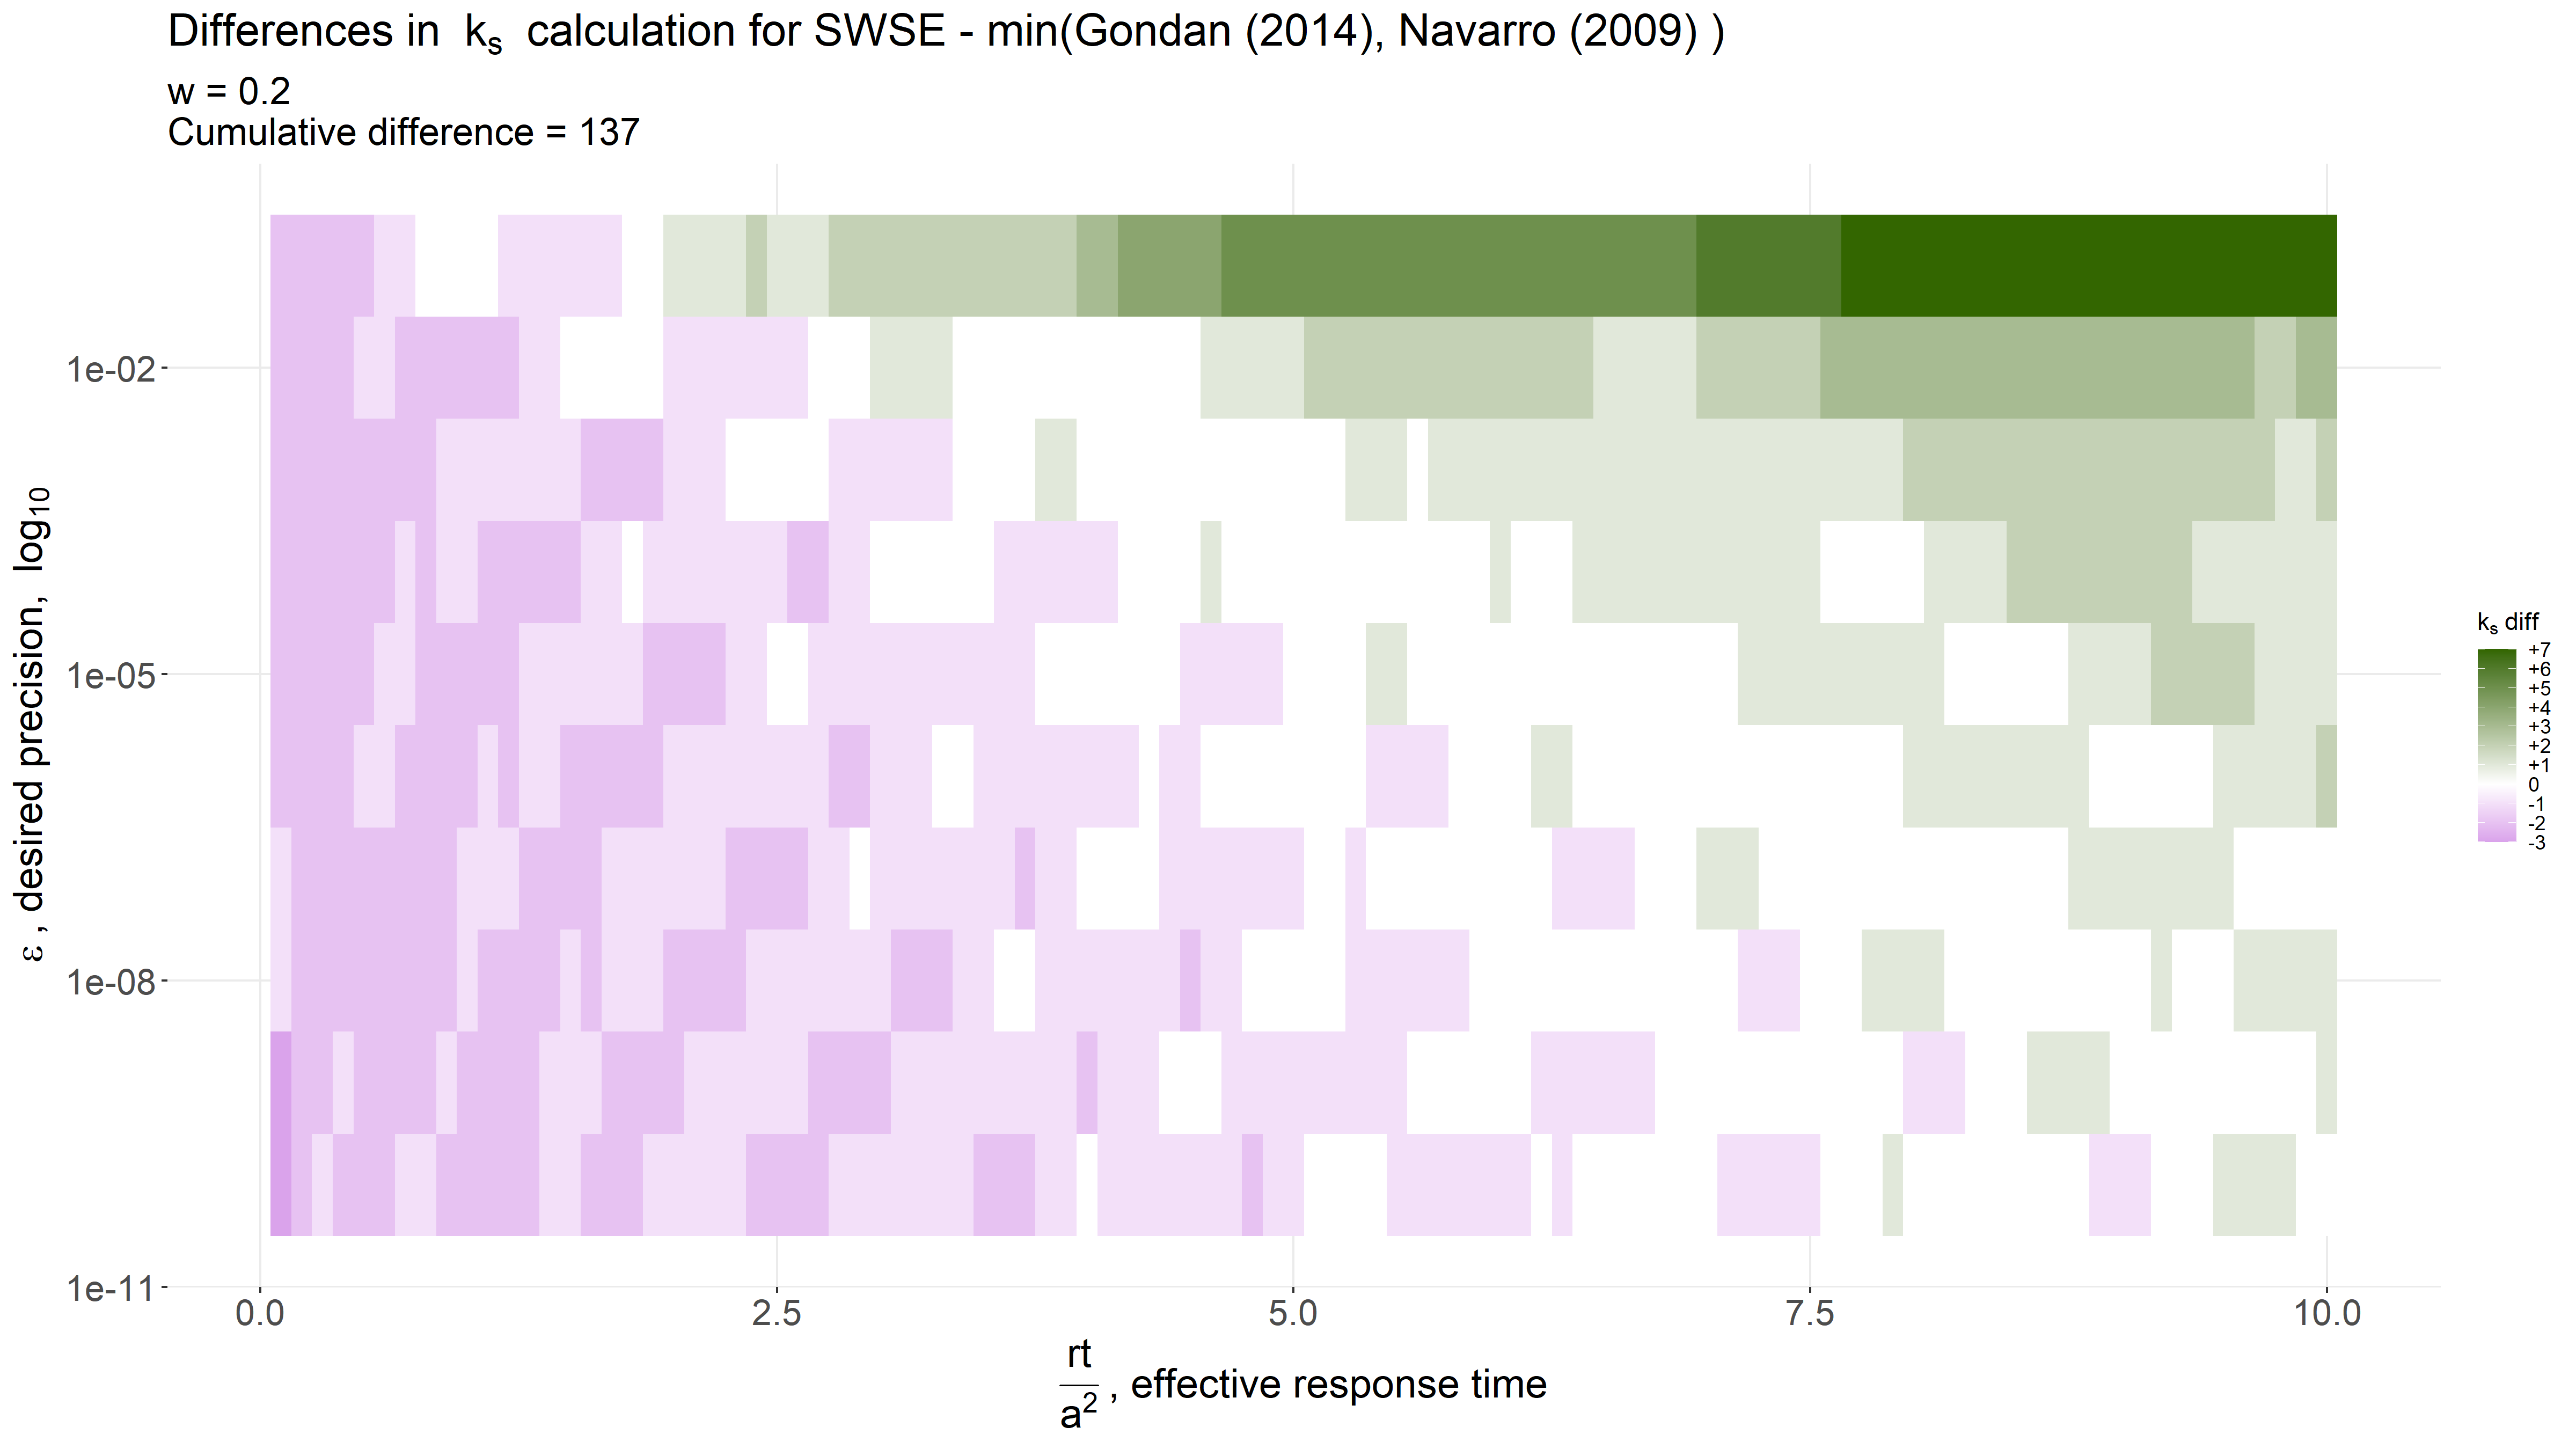 Differences in ks calculation for SWSE - min(Gondan (2014), Navarro (2009) )
w = 0.2
Cumulative difference = 137
ε , desired precision, log10
1e-02
1e-05
1e-08
1e-11
0.0 2.5 5.0 7.5 10.0
rt
a2 , effective response time
ks diff
+7
+6
+5
+4
+3
+2
+1
0
-1
-2
-3